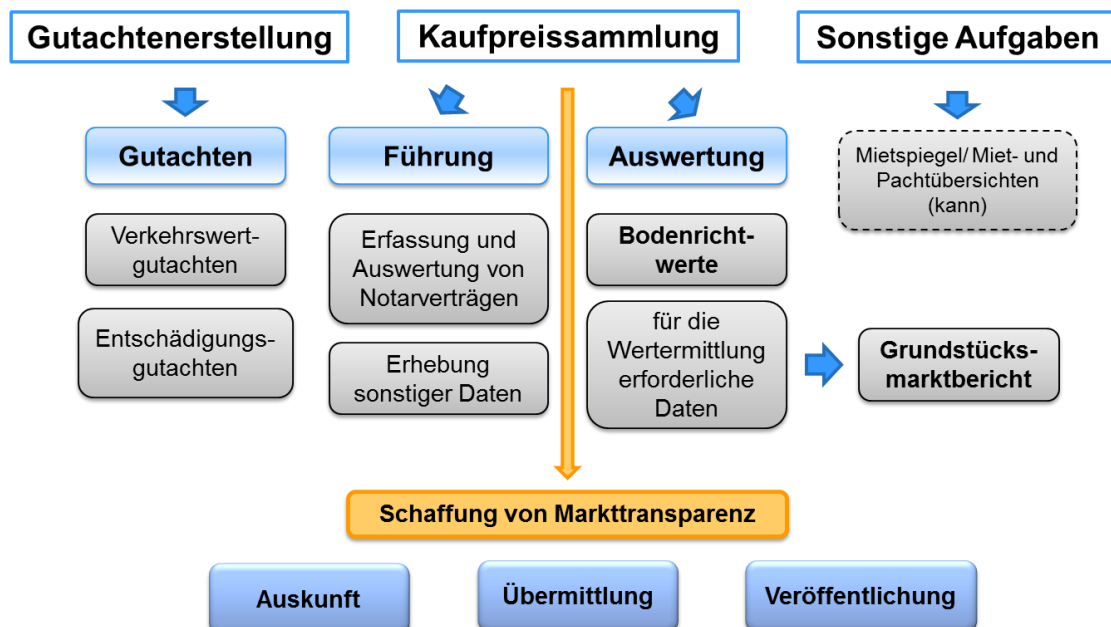 Gutachtenerstellung
Kaufpreissammlung
Sonstige Aufgaben
Gutachten
Führung
Auswertung
Mietspiegel/ Miet- und
Pachtübersichten
(kann)
Verkehrswert-
gutachten
Erfassung und
Auswertung von
Notarverträgen
Bodenricht-
werte
Entschädigungs-
gutachten
Erhebung
sonstiger Daten
für die
Wertermittlung
erforderliche
Daten
Grundstücks-
marktbericht
Schaffung von Markttransparenz
Auskunft
Übermittlung
Veröffentlichung